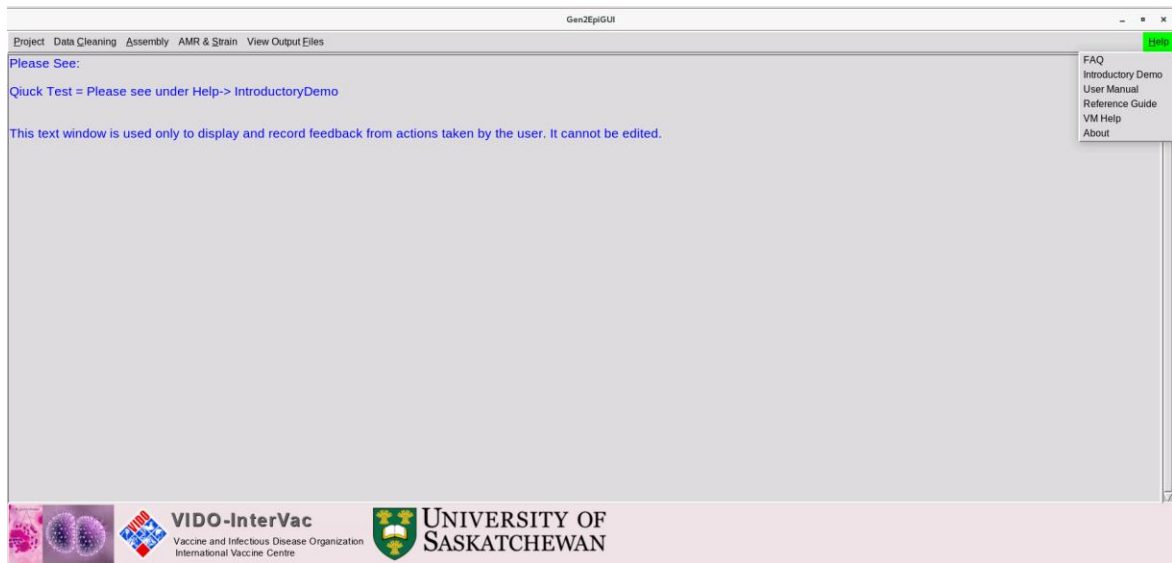 Gen2EpiGUI
Project Data Cleaning Assembly AMR & Strain View Output Files Help
Please See:
Qiuck Test = Please see under Help-> IntroductoryDemo
This text window is used only to display and record feedback from actions taken by the user. It cannot be edited.
FAQ
Introductory Demo
User Manual
Reference Guide
VM Help
About
VIDO
VIDO-InterVac
Vaccine and Infectious Disease Organization
International Vaccine Centre
UNIVERSITY OF
SASKATCHEWAN